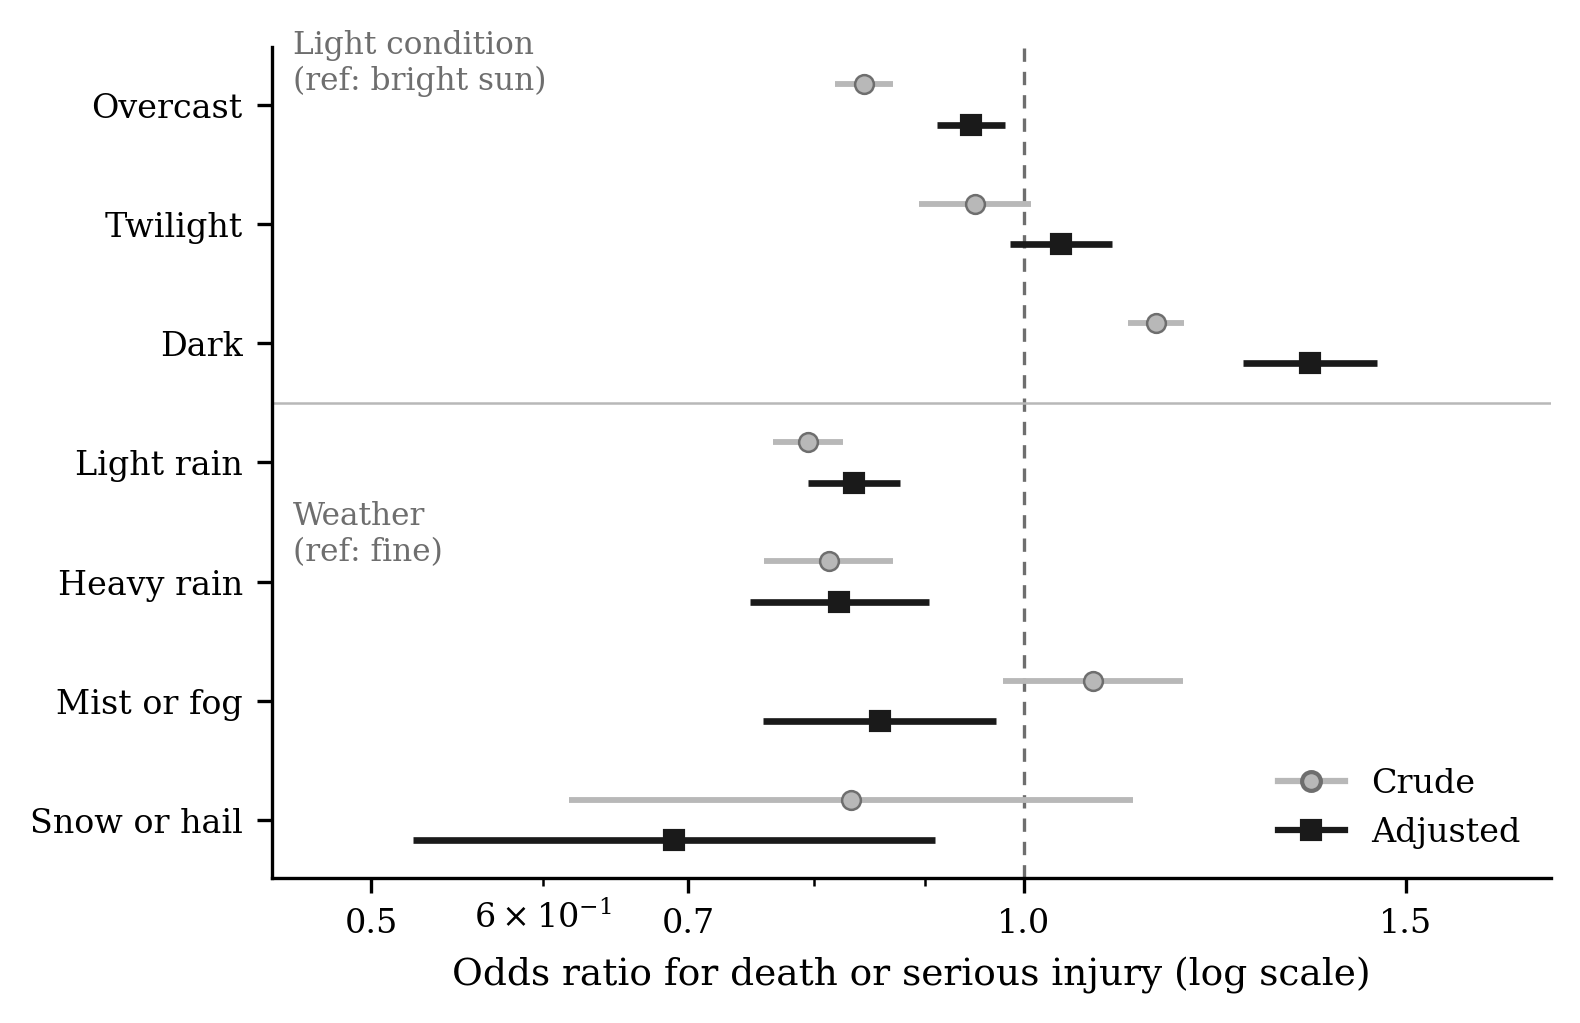 Light condition
(ref: bright sun)
Overcast
Twilight
Dark
Light rain
Weather
(ref: fine)
Heavy rain
Mist or fog
Snow or hail
Crude
Adjusted
0.5 6 × 10⁻¹ 0.7 1.0 1.5
Odds ratio for death or serious injury (log scale)